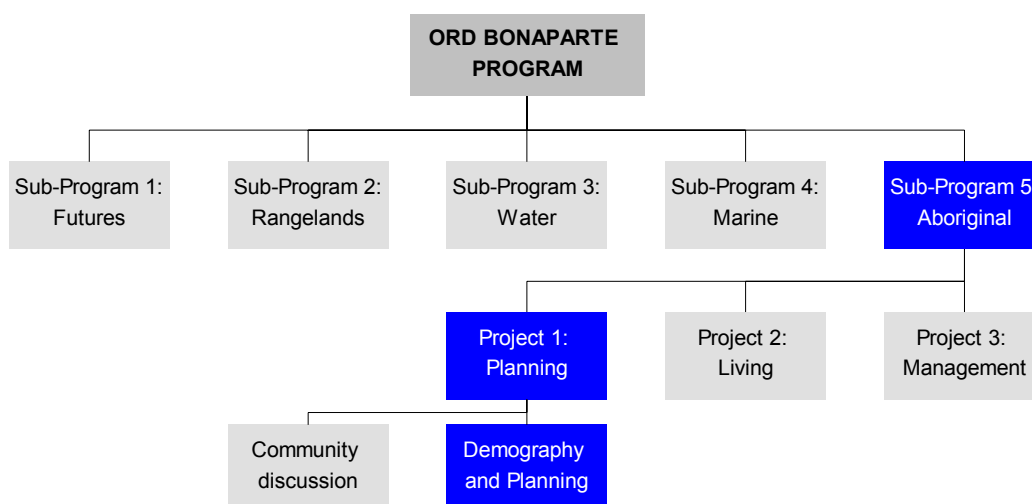 ORD BONAPARTE
PROGRAM
Sub-Program 1:
Futures
Sub-Program 2:
Rangelands
Sub-Program 3:
Water
Sub-Program 4:
Marine
Sub-Program 5
Aboriginal
Project 1:
Planning
Project 2:
Living
Project 3:
Management
Community
discussion
Demography
and Planning